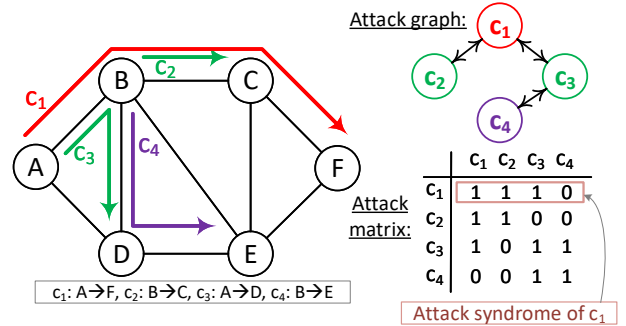 Attack graph:
c₁
c₂
c₃
c₄
A
B
C
D
E
F
c₁
c₂
c₃
c₄
c₁: A→F, c₂: B→C, c₃: A→D, c₄: B→E
Attack
matrix:
c₁ c₂ c₃ c₄
c₁ 1 1 1 0
c₂ 1 1 0 0
c₃ 1 0 1 1
c₄ 0 0 1 1
Attack syndrome of c₁